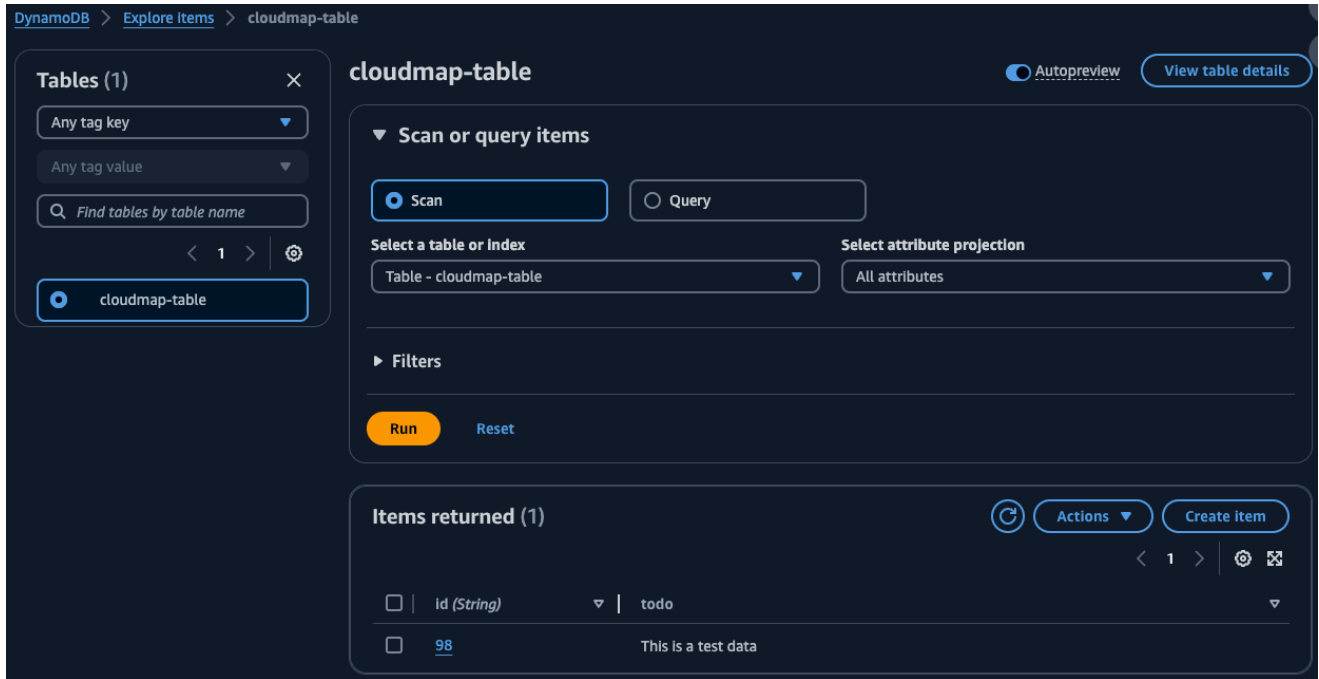 DynamoDB > Explore items > cloudmap-table
Tables (1)
Any tag key
Any tag value
Find tables by table name
1
cloudmap-table
cloudmap-table
Autopreview
View table details
Scan or query items
Scan
Query
Select a table or index
Select attribute projection
Table - cloudmap-table
All attributes
Filters
Run
Reset
Items returned (1)
Actions
Create item
1
id (String)
todo
98
This is a test data